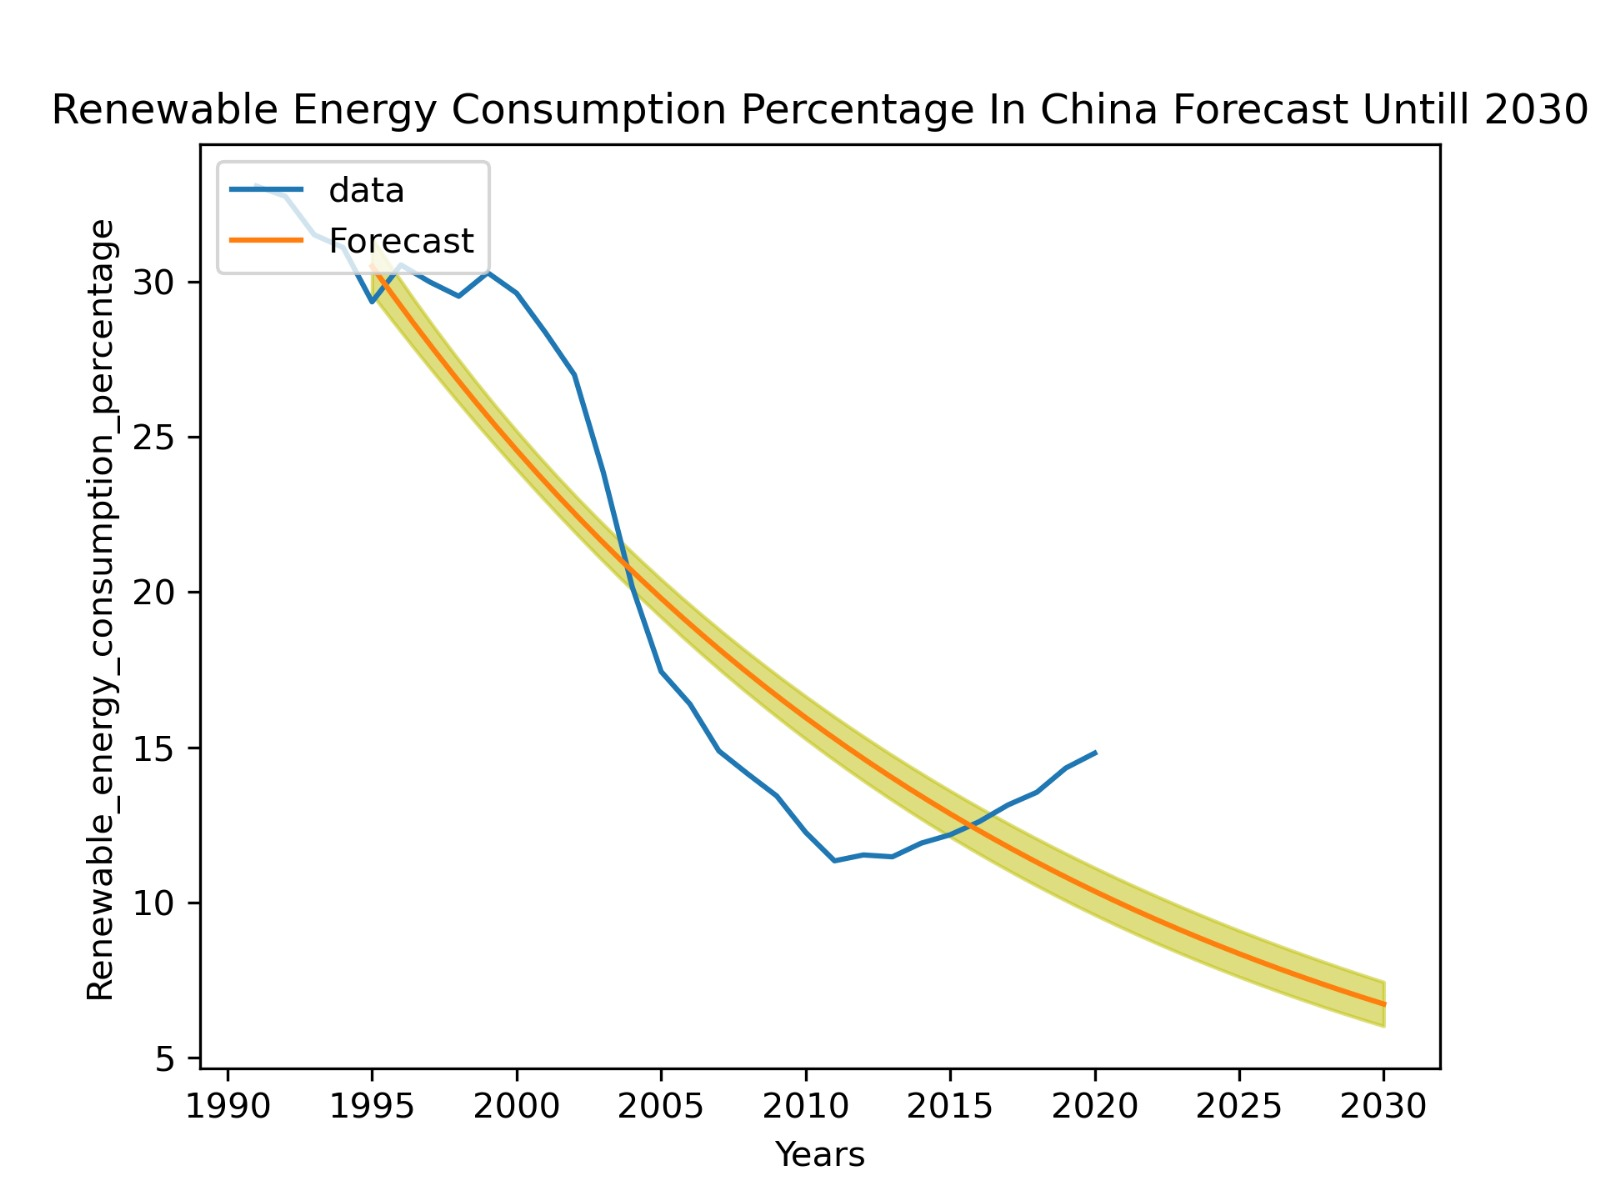 Renewable Energy Consumption Percentage In China Forecast Untill 2030
data
Forecast
Renewable_energy_consumption_percentage
30
25
20
15
10
5
1990 1995 2000 2005 2010 2015 2020 2025 2030
Years